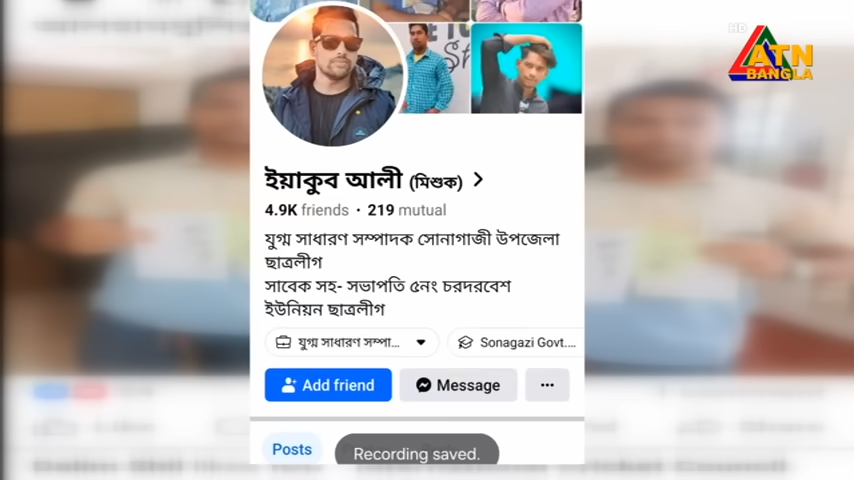 HD
ATN
BANGLA
ইয়াকুব আলী (মিশুক)
4.9K friends · 219 mutual
যুগ্ম সাধারণ সম্পাদক সোনাগাজী উপজেলা
ছাত্রলীগ
সাবেক সহ- সভাপতি ৫নং চরদরবেশ
ইউনিয়ন ছাত্রলীগ
যুগ্ম সাধারণ সম্পা...
Sonagazi Govt....
Add friend
Message
Posts
Recording saved.